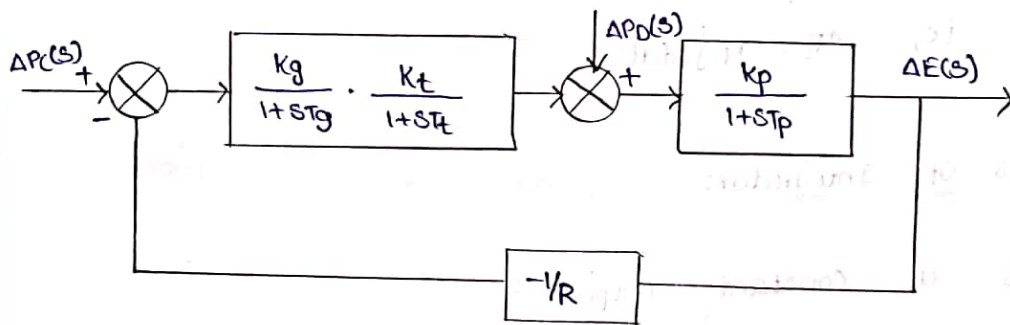 ΔPC(S)
+
-
Kg
1+STg
·
Kt
1+STt
ΔPD(S)
+
Kp
1+STp
ΔE(S)
-1/R